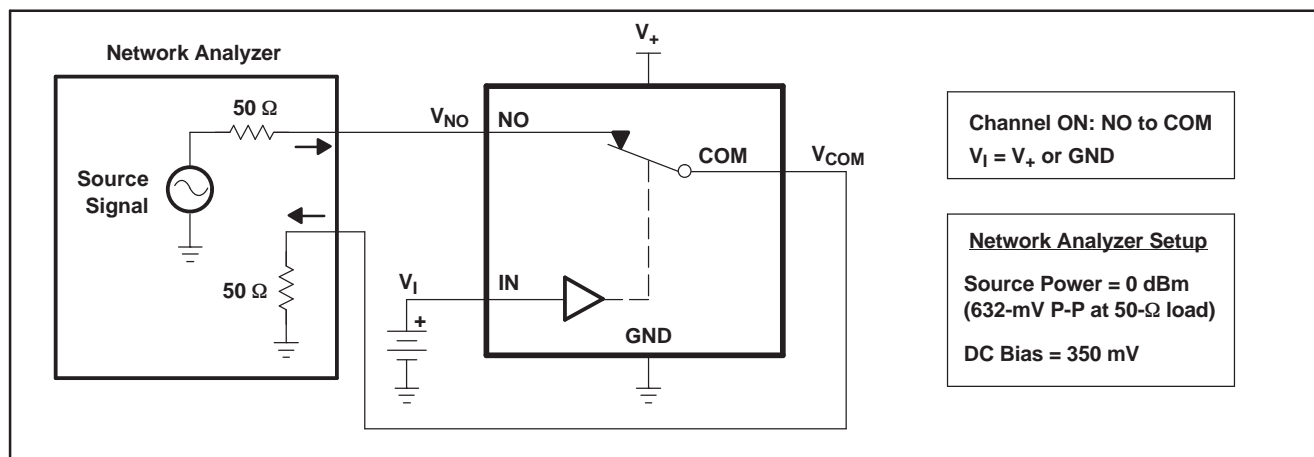 Network Analyzer
50 Ω
Source
Signal
50 Ω
V+
VNO
NO
COM
VCOM
VI
+
IN
GND
Channel ON: NO to COM
VI = V+ or GND
Network Analyzer Setup
Source Power = 0 dBm
(632-mV P-P at 50-Ω load)
DC Bias = 350 mV